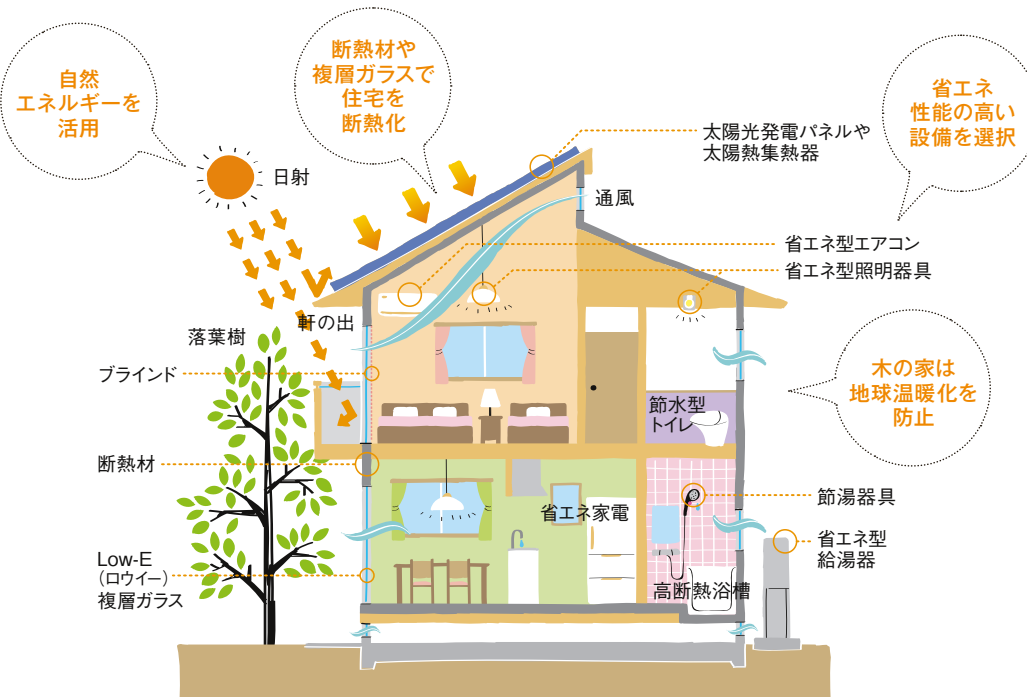 自然
エネルギーを
活用
断熱材や
複層ガラスで
住宅を
断熱化
省エネ
性能の高い
設備を選択
太陽光発電パネルや
太陽熱集熱器
日射
通風
省エネ型エアコン
省エネ型照明器具
軒の出
落葉樹
ブラインド
木の家は
地球温暖化を
防止
節水型
トイレ
断熱材
節湯器具
省エネ家電
省エネ型
給湯器
Low-E
(ロウイー)
複層ガラス
高断熱浴槽